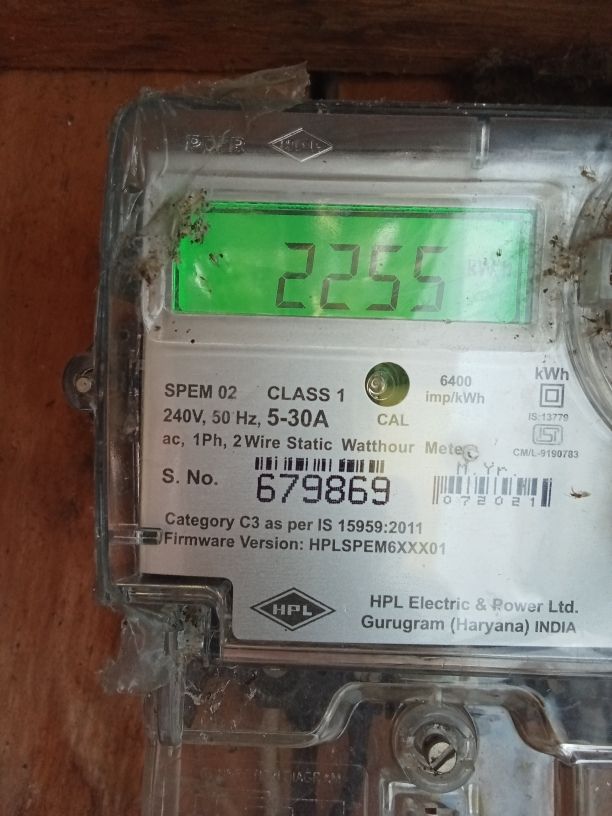 2255 kWh
SPEM 02 CLASS 1
240V, 50 Hz, 5-30A
ac, 1Ph, 2 Wire Static Watthour Meter
CAL
6400
imp/kWh
kWh
IS:13779
ISI
CM/L-9190783
M. Yr.
S. No. 679869
072021
Category C3 as per IS 15959:2011
Firmware Version: HPLSPEM6XXX01
HPL
HPL Electric & Power Ltd.
Gurugram (Haryana) INDIA